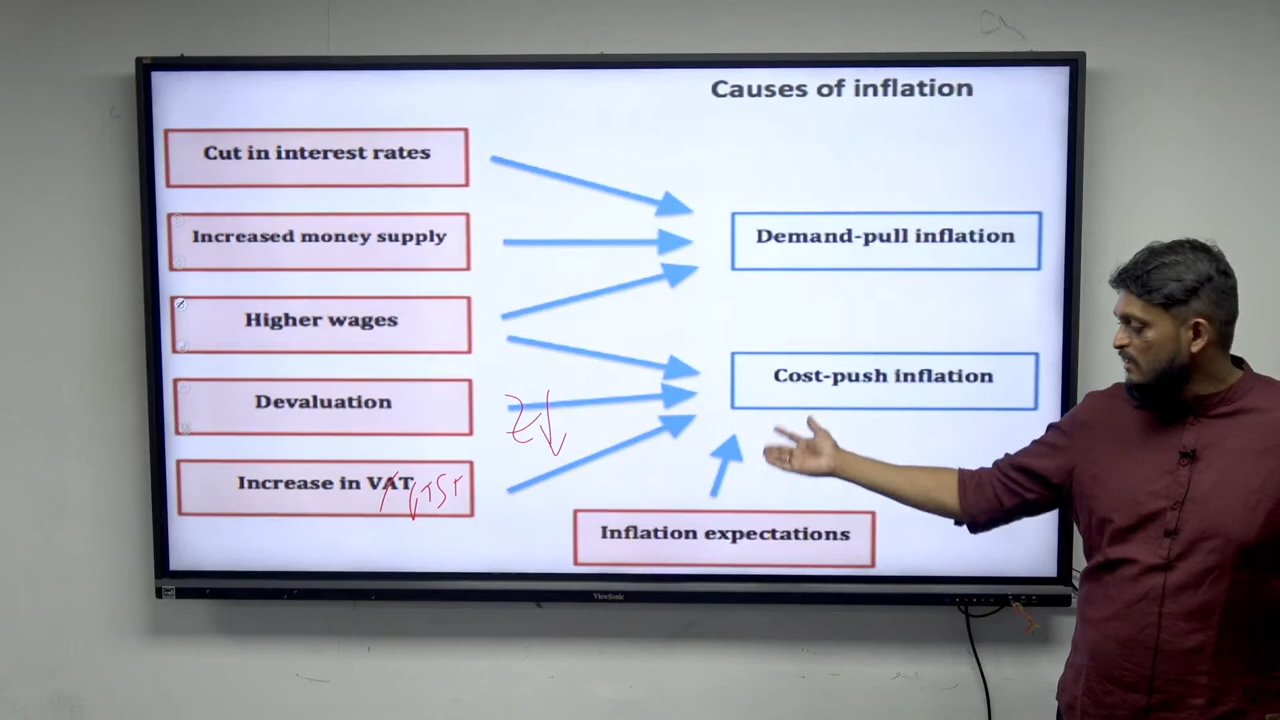 Causes of inflation
Cut in interest rates
Increased money supply
Demand-pull inflation
Higher wages
Cost-push inflation
Devaluation
Increase in VAT
GST
Inflation expectations
ViewSonic